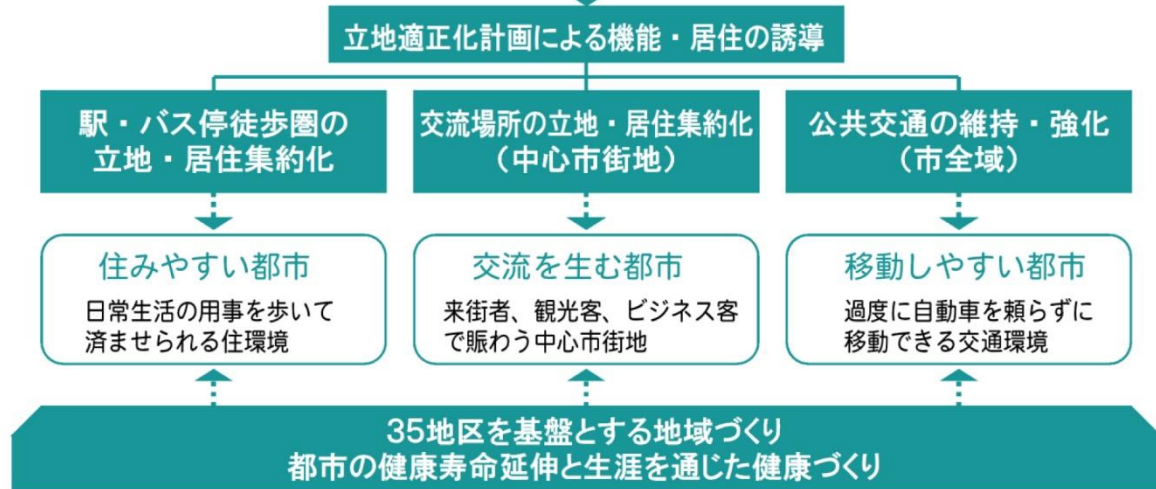 立地適正化計画による機能・居住の誘導
駅・バス停徒歩圏の
立地・居住集約化
交流場所の立地・居住集約化
（中心市街地）
公共交通の維持・強化
（市全域）
住みやすい都市
日常生活の用事を歩いて
済ませられる住環境
交流を生む都市
来街者、観光客、ビジネス客
で賑わう中心市街地
移動しやすい都市
過度に自動車を頼らずに
移動できる交通環境
35地区を基盤とする地域づくり
都市の健康寿命延伸と生涯を通じた健康づくり